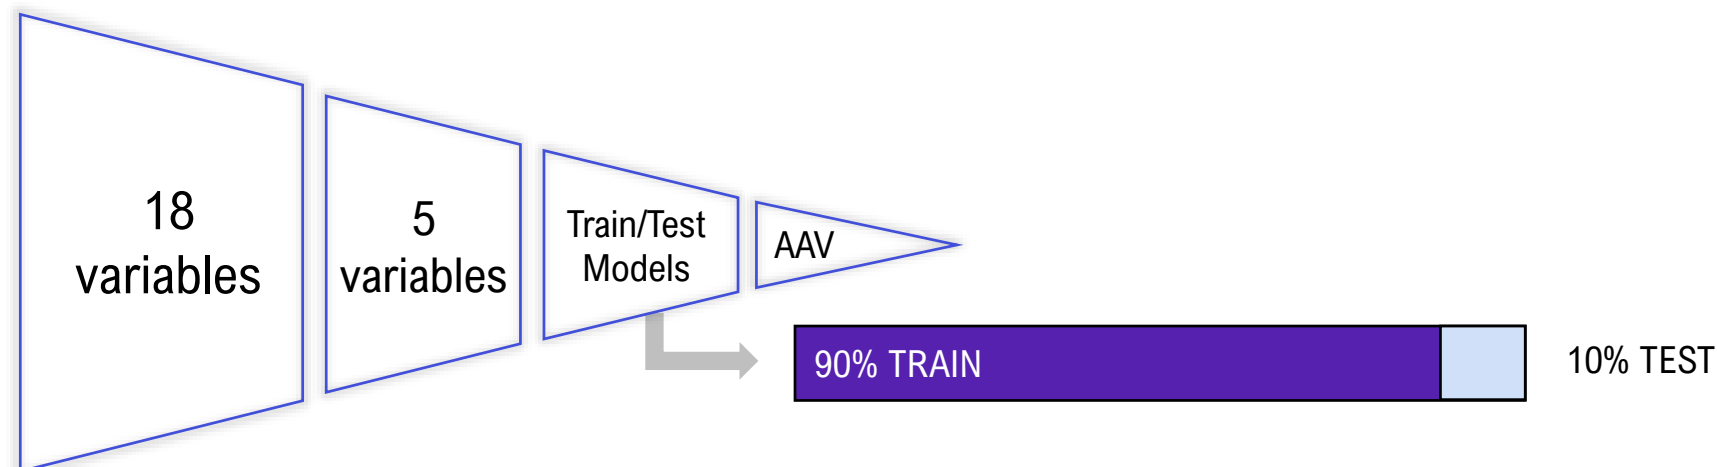 18
variables
5
variables
Train/Test
Models
AAV
90% TRAIN
10% TEST